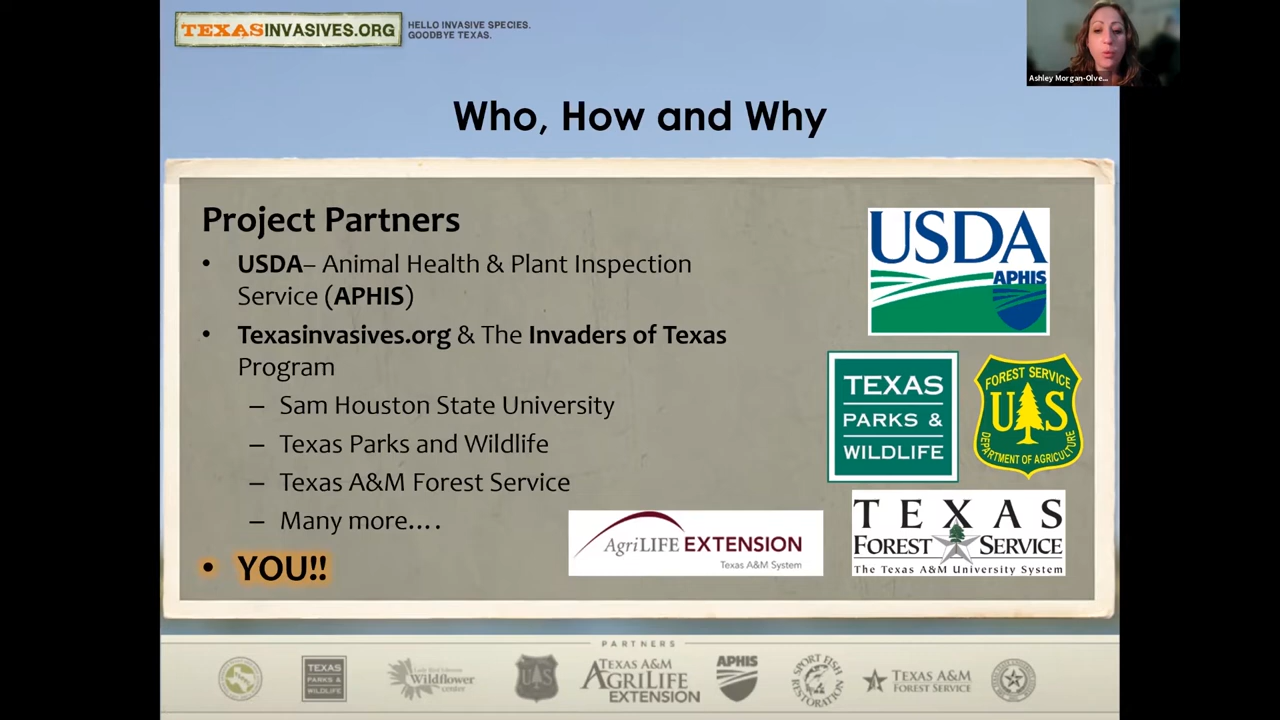 TEXASINVASIVES.ORG
HELLO INVASIVE SPECIES.
GOODBYE TEXAS.
Ashley Morgan-Olve...
Who, How and Why
Project Partners
• USDA– Animal Health & Plant Inspection
Service (APHIS)
• Texasinvasives.org & The Invaders of Texas
Program
– Sam Houston State University
– Texas Parks and Wildlife
– Texas A&M Forest Service
– Many more….
• YOU!!
USDA
APHIS
TEXAS
PARKS &
WILDLIFE
FOREST SERVICE
U S
DEPARTMENT OF AGRICULTURE
AgriLIFE EXTENSION
Texas A&M System
TEXAS
FOREST SERVICE
The Texas A&M University System
PARTNERS
TEXAS
PARKS &
WILDLIFE
Wildflower
center
TEXAS A&M
AGRILIFE
EXTENSION
APHIS
SPORT FISH
RESTORATION
TEXAS A&M
FOREST SERVICE